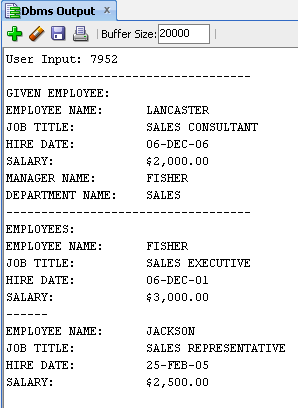 Dbms Output x
Buffer Size: 20000
User Input: 7952
-----------------------------------
GIVEN EMPLOYEE:
EMPLOYEE NAME: LANCASTER
JOB TITLE: SALES CONSULTANT
HIRE DATE: 06-DEC-06
SALARY: $2,000.00
MANAGER NAME: FISHER
DEPARTMENT NAME: SALES
-----------------------------------
EMPLOYEES:
EMPLOYEE NAME: FISHER
JOB TITLE: SALES EXECUTIVE
HIRE DATE: 06-DEC-01
SALARY: $3,000.00
------
EMPLOYEE NAME: JACKSON
JOB TITLE: SALES REPRESENTATIVE
HIRE DATE: 25-FEB-05
SALARY: $2,500.00